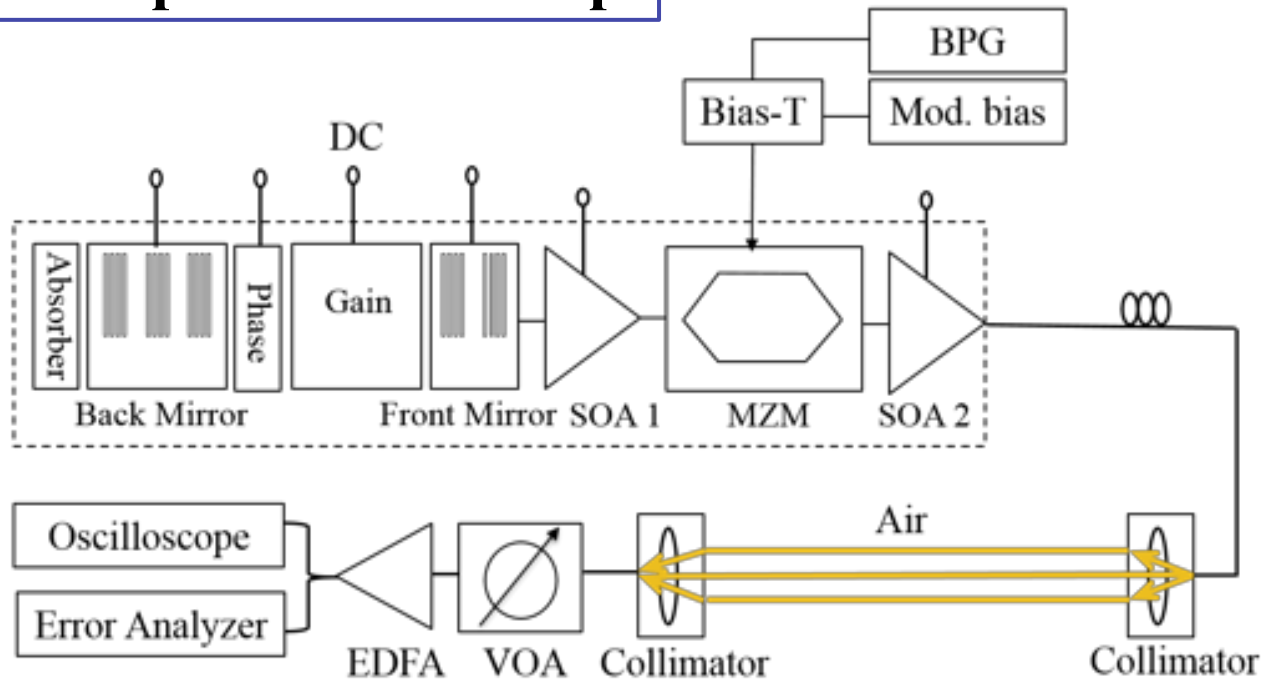 BPG
Bias-T
Mod. bias
DC
Absorber
Phase
Gain
Back Mirror
Front Mirror
SOA 1
MZM
SOA 2
Air
Oscilloscope
Error Analyzer
EDFA
VOA
Collimator
Collimator